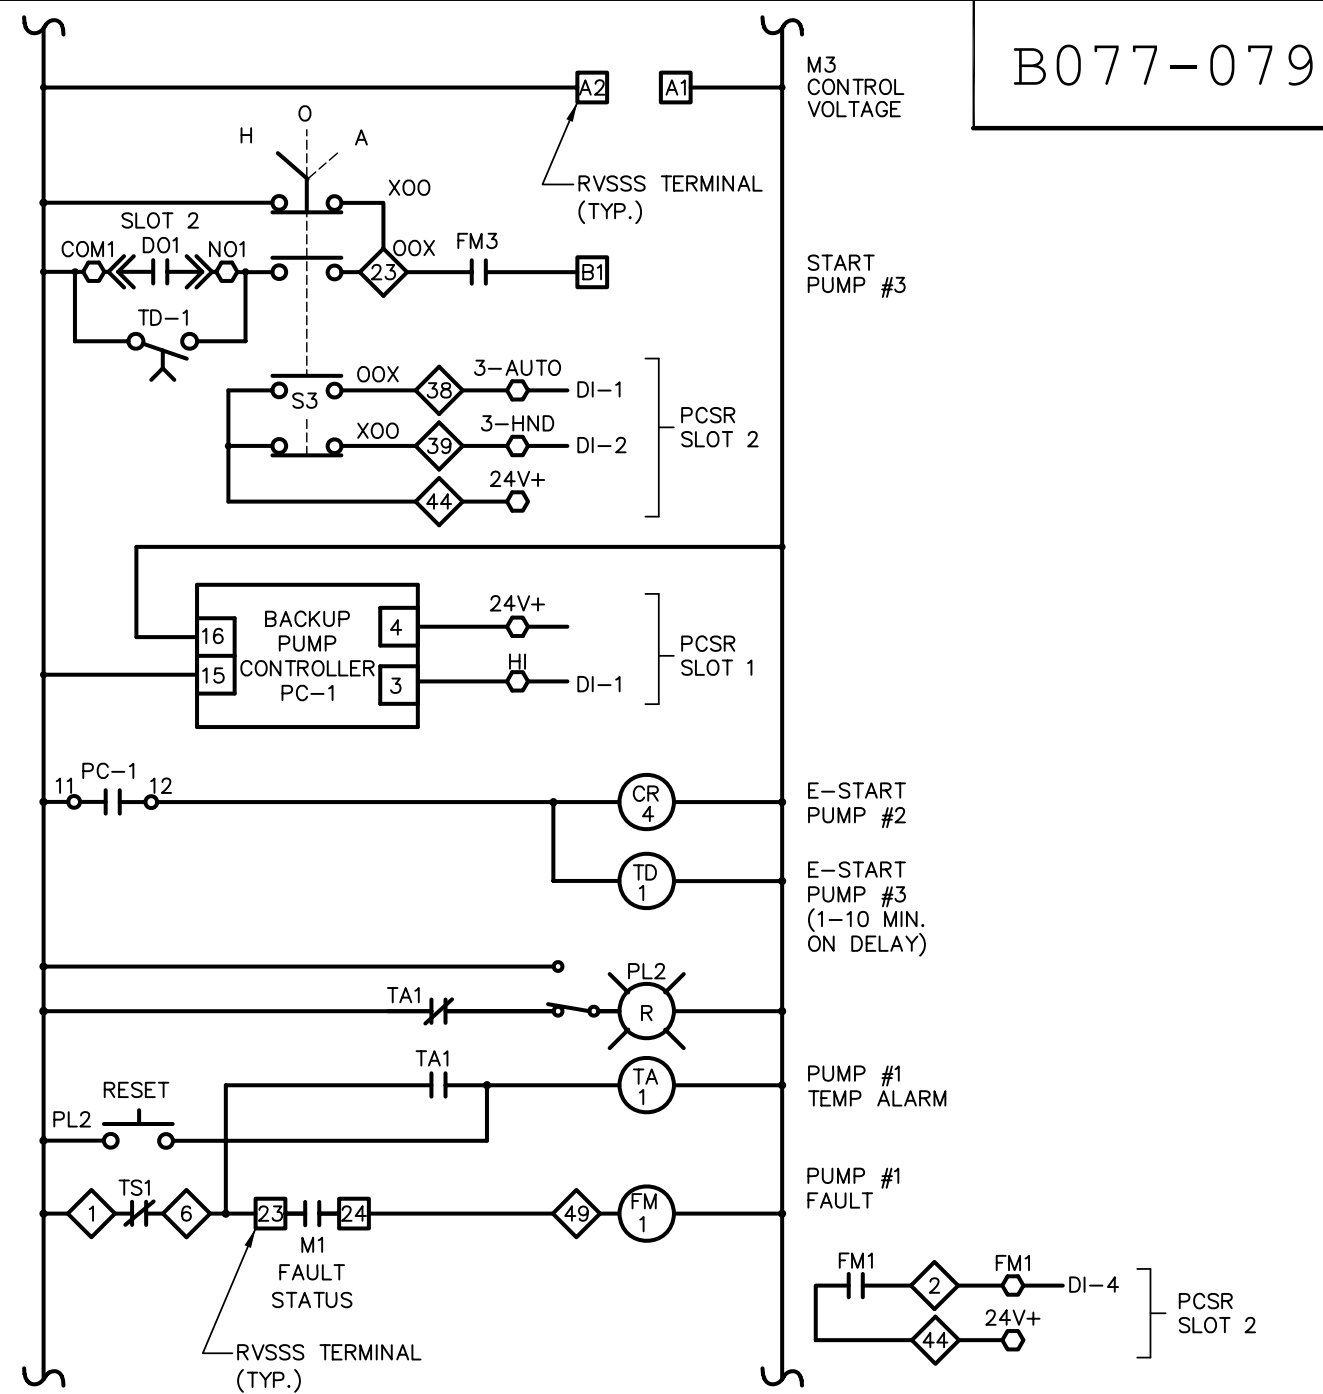 B077-079
M3
CONTROL
VOLTAGE
A2
A1
O
H
A
RVSSS TERMINAL
(TYP.)
XOO
SLOT 2
COM1
DO1
NO1
OOX
23
FM3
B1
START
PUMP #3
TD-1
S3
OOX
38
3-AUTO
DI-1
XOO
39
3-HND
DI-2
44
24V+
PCSR
SLOT 2
16
15
BACKUP
PUMP
CONTROLLER
PC-1
4
3
24V+
HI
DI-1
PCSR
SLOT 1
11
PC-1
12
CR
4
E-START
PUMP #2
TD
1
E-START
PUMP #3
(1-10 MIN.
ON DELAY)
PL2
TA1
R
TA1
TA
1
PUMP #1
TEMP ALARM
RESET
PL2
1
TS1
6
23
24
M1
FAULT
STATUS
49
FM
1
PUMP #1
FAULT
RVSSS TERMINAL
(TYP.)
FM1
2
FM1
DI-4
44
24V+
PCSR
SLOT 2